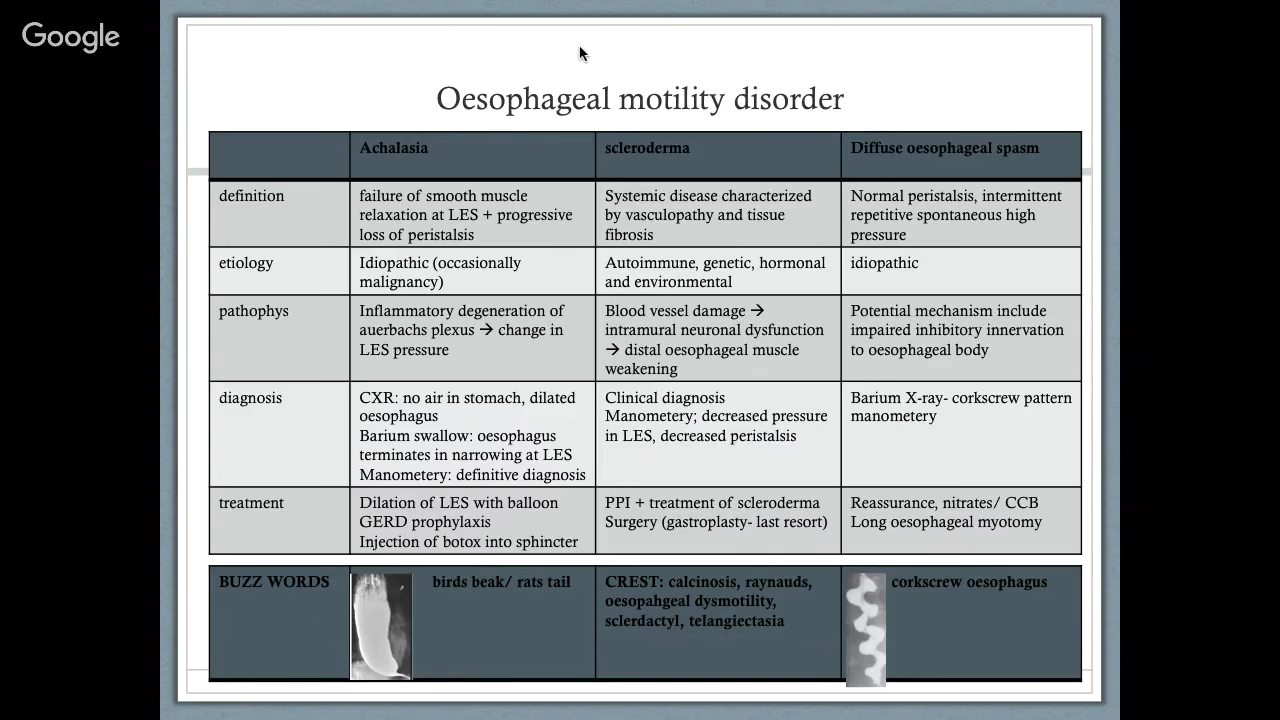 Google
Oesophageal motility disorder
Achalasia
scleroderma
Diffuse oesophageal spasm
definition
failure of smooth muscle
relaxation at LES + progressive
loss of peristalsis
Systemic disease characterized
by vasculopathy and tissue
fibrosis
Normal peristalsis, intermittent
repetitive spontaneous high
pressure
etiology
Idiopathic (occasionally
malignancy)
Autoimmune, genetic, hormonal
and environmental
idiopathic
pathophys
Inflammatory degeneration of
auerbachs plexus → change in
LES pressure
Blood vessel damage →
intramural neuronal dysfunction
→ distal oesophageal muscle
weakening
Potential mechanism include
impaired inhibitory innervation
to oesophageal body
diagnosis
CXR: no air in stomach, dilated
oesophagus
Barium swallow: oesophagus
terminates in narrowing at LES
Manometery: definitive diagnosis
Clinical diagnosis
Manometery; decreased pressure
in LES, decreased peristalsis
Barium X-ray- corkscrew pattern
manometery
treatment
Dilation of LES with balloon
GERD prophylaxis
Injection of botox into sphincter
PPI + treatment of scleroderma
Surgery (gastroplasty- last resort)
Reassurance, nitrates/ CCB
Long oesophageal myotomy
BUZZ WORDS
birds beak/ rats tail
CREST: calcinosis, raynauds,
oesopahgeal dysmotility,
sclerdactyl, telangiectasia
corkscrew oesophagus